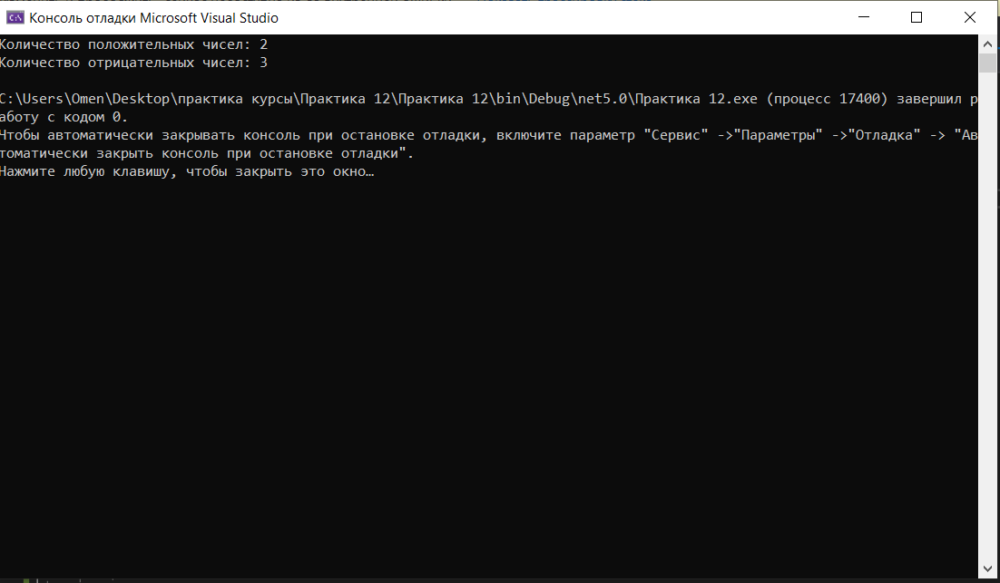 Консоль отладки Microsoft Visual Studio
Количество положительных чисел: 2
Количество отрицательных чисел: 3
C:\Users\Omen\Desktop\практика курсы\Практика 12\Практика 12\bin\Debug\net5.0\Практика 12.exe (процесс 17400) завершил р
аботу с кодом 0.
Чтобы автоматически закрывать консоль при остановке отладки, включите параметр "Сервис" ->"Параметры" ->"Отладка" -> "Ав
томатически закрыть консоль при остановке отладки".
Нажмите любую клавишу, чтобы закрыть это окно…